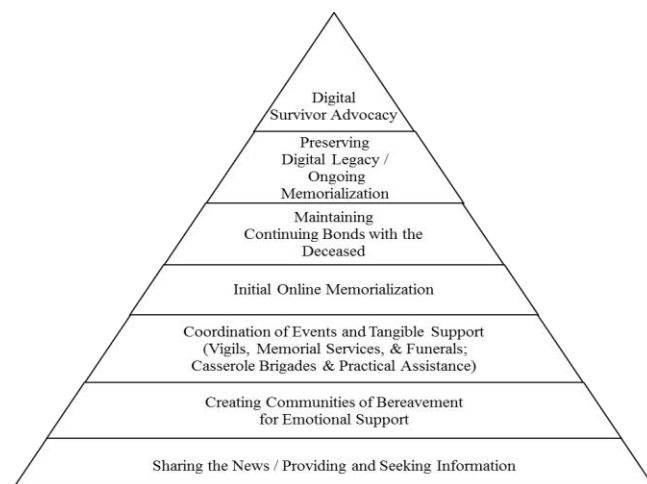 Digital
Survivor Advocacy
Preserving
Digital Legacy /
Ongoing
Memorialization
Maintaining
Continuing Bonds with the
Deceased
Initial Online Memorialization
Coordination of Events and Tangible Support
(Vigils, Memorial Services, & Funerals;
Casserole Brigades & Practical Assistance)
Creating Communities of Bereavement
for Emotional Support
Sharing the News / Providing and Seeking Information